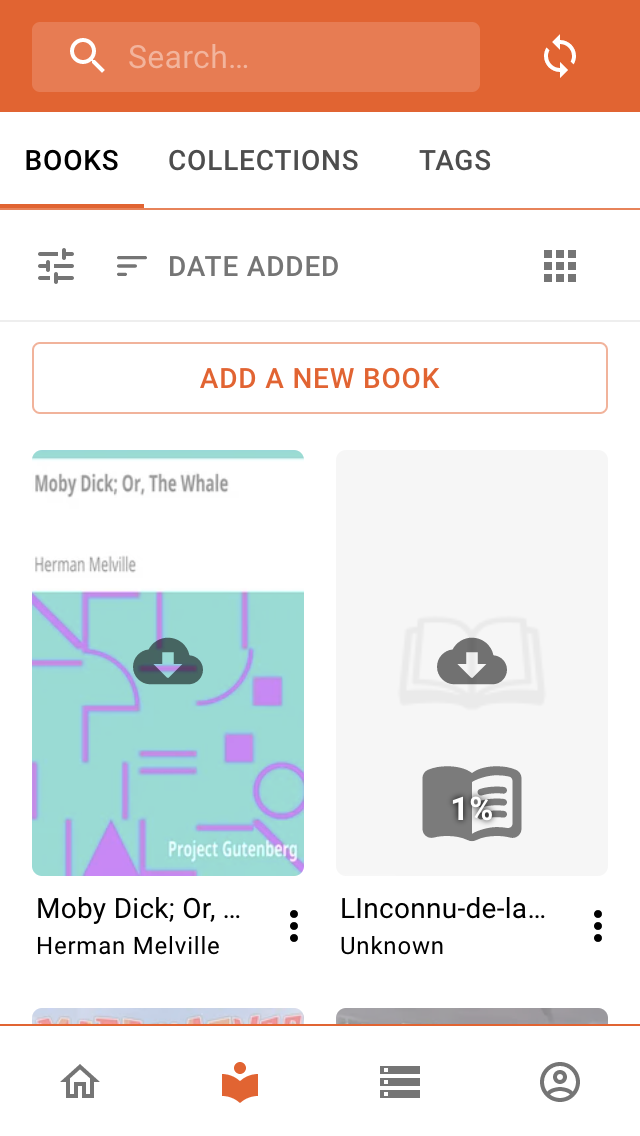 Search...
BOOKS COLLECTIONS TAGS
DATE ADDED
ADD A NEW BOOK
Moby Dick; Or, The Whale
Herman Melville
Project Gutenberg
1%
Moby Dick; Or, ...
Herman Melville
LInconnu-de-la...
Unknown